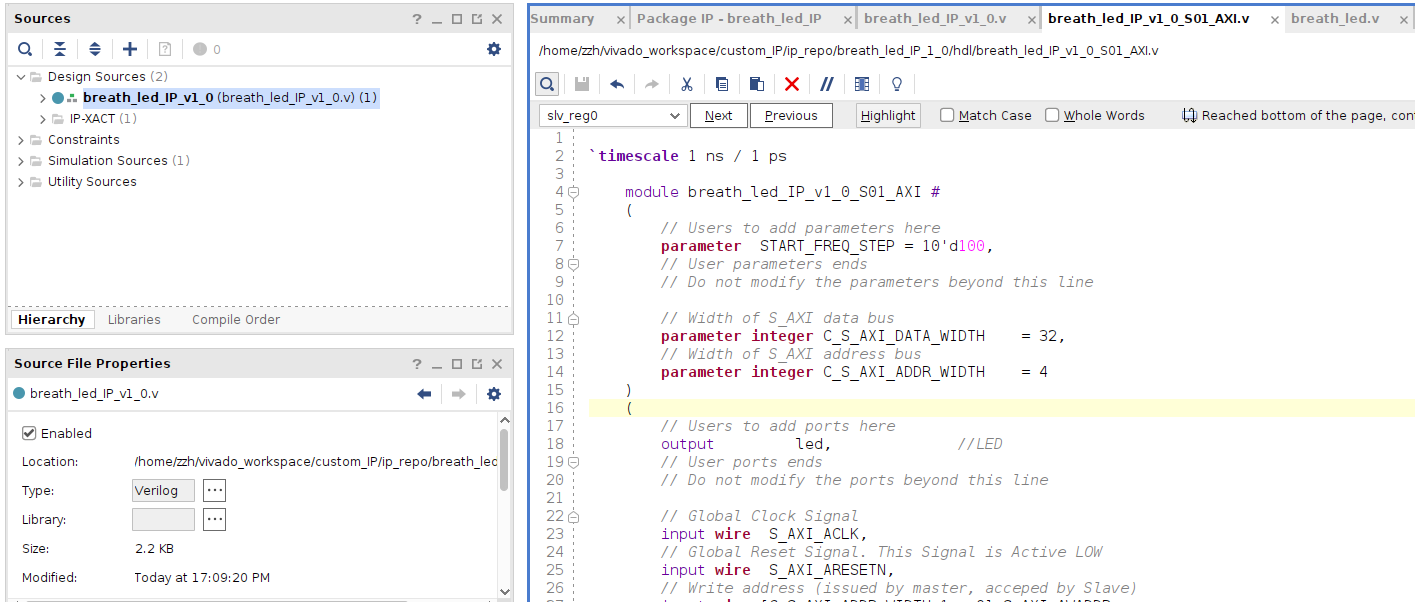 Sources
0
Design Sources (2)
breath_led_IP_v1_0 (breath_led_IP_v1_0.v) (1)
IP-XACT (1)
Constraints
Simulation Sources (1)
Utility Sources
Hierarchy Libraries Compile Order
Source File Properties
breath_led_IP_v1_0.v
Enabled
Location: /home/zzh/vivado_workspace/custom_IP/ip_repo/breath_led
Type: Verilog
Library:
Size: 2.2 KB
Modified: Today at 17:09:20 PM
Summary Package IP - breath_led_IP breath_led_IP_v1_0.v breath_led_IP_v1_0_S01_AXI.v breath_led.v
/home/zzh/vivado_workspace/custom_IP/ip_repo/breath_led_IP_1_0/hdl/breath_led_IP_v1_0_S01_AXI.v
slv_reg0 Next Previous Highlight Match Case Whole Words Reached bottom of the page, con
1
2 `timescale 1 ns / 1 ps
3
4 module breath_led_IP_v1_0_S01_AXI #
5 (
6 // Users to add parameters here
7 parameter START_FREQ_STEP = 10'd100,
8 // User parameters ends
9 // Do not modify the parameters beyond this line
10
11 // Width of S_AXI data bus
12 parameter integer C_S_AXI_DATA_WIDTH = 32,
13 // Width of S_AXI address bus
14 parameter integer C_S_AXI_ADDR_WIDTH = 4
15 )
16 (
17 // Users to add ports here
18 output led, //LED
19 // User ports ends
20 // Do not modify the ports beyond this line
21
22 // Global Clock Signal
23 input wire S_AXI_ACLK,
24 // Global Reset Signal. This Signal is Active LOW
25 input wire S_AXI_ARESETN,
26 // Write address (issued by master, acceped by Slave)